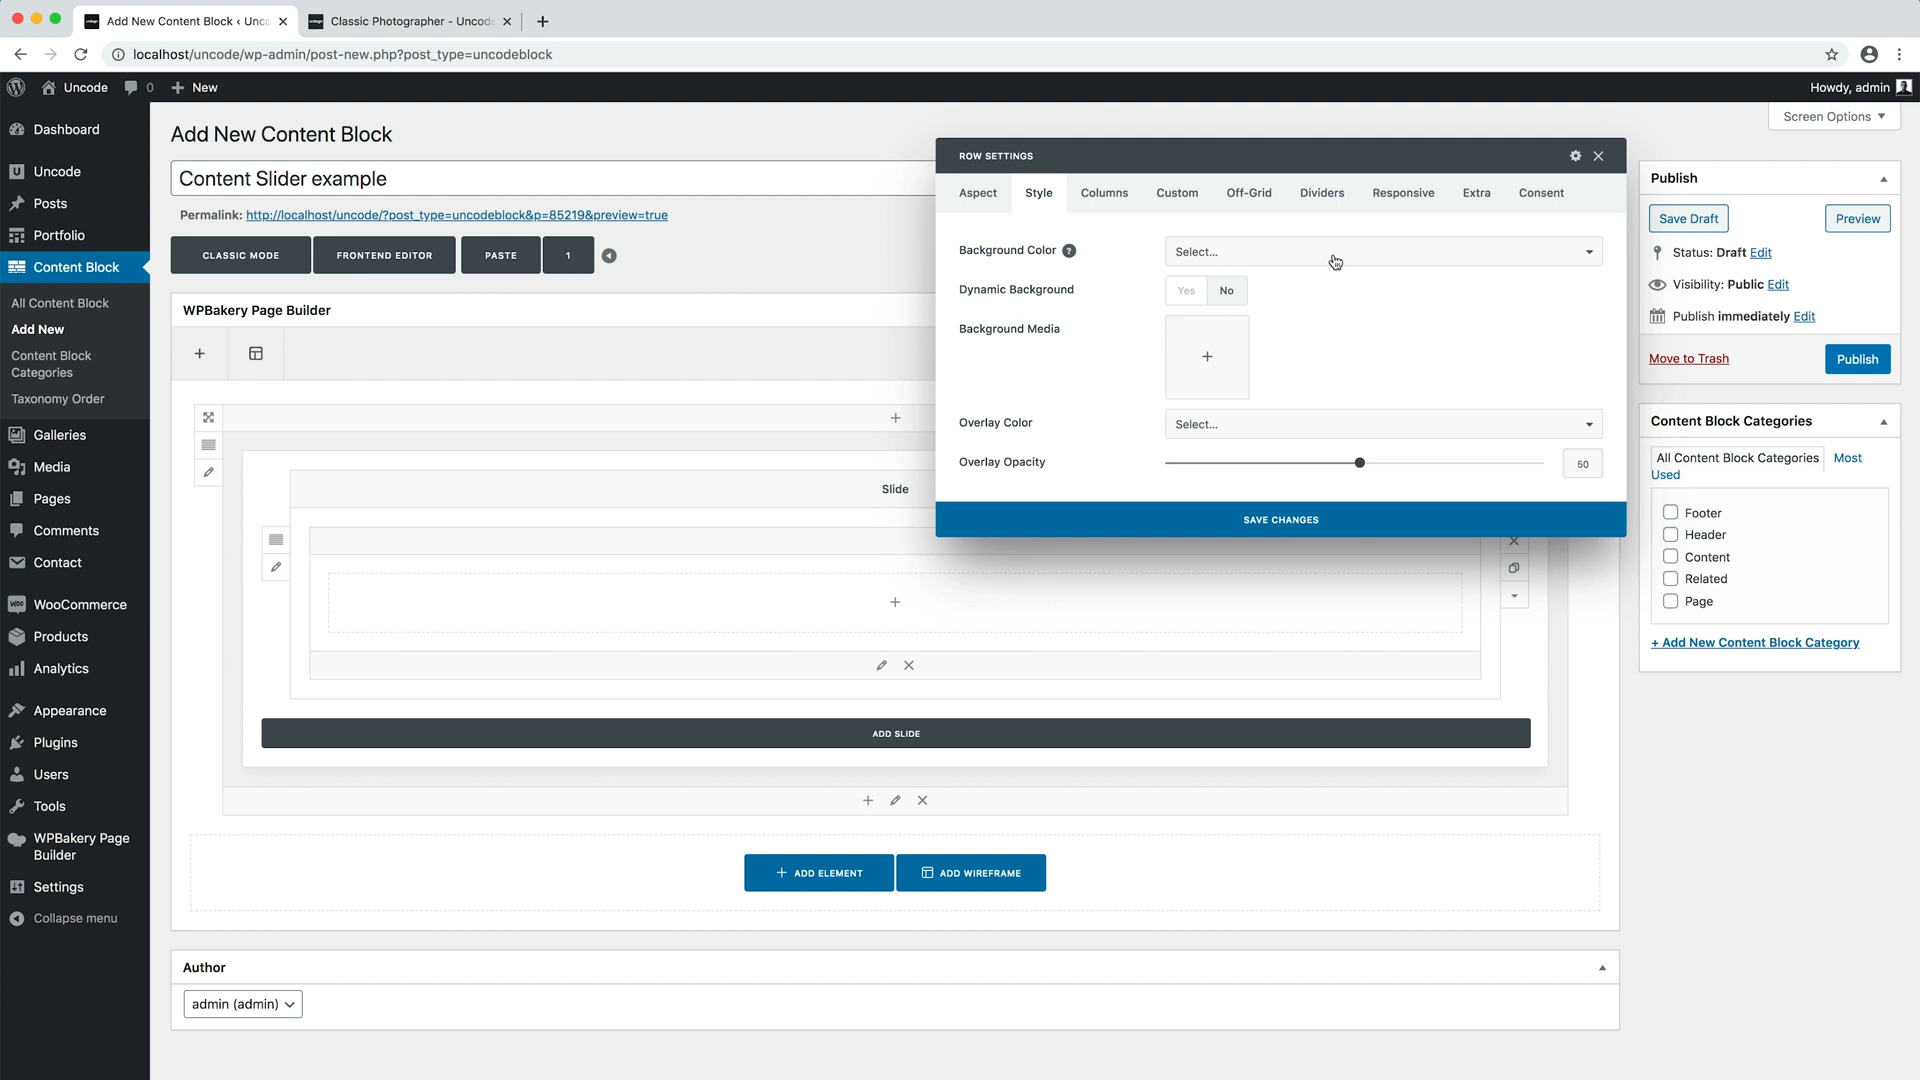 Add New Content Block ‹ Unco
Classic Photographer - Uncode
localhost/uncode/wp-admin/post-new.php?post_type=uncodeblock
Uncode
0
New
Howdy, admin
Screen Options
Dashboard
Uncode
Posts
Portfolio
Content Block
All Content Block
Add New
Content Block
Categories
Taxonomy Order
Galleries
Media
Pages
Comments
Contact
WooCommerce
Products
Analytics
Appearance
Plugins
Users
Tools
WPBakery Page
Builder
Settings
Collapse menu
Add New Content Block
Content Slider example
Permalink: http://localhost/uncode/?post_type=uncodeblock&p=85219&preview=true
CLASSIC MODE
FRONTEND EDITOR
PASTE
1
WPBakery Page Builder
Slide
ADD SLIDE
ADD ELEMENT
ADD WIREFRAME
Author
admin (admin)
ROW SETTINGS
Aspect
Style
Columns
Custom
Off-Grid
Dividers
Responsive
Extra
Consent
Background Color ?
Select...
Dynamic Background
Yes
No
Background Media
Overlay Color
Select...
Overlay Opacity
50
SAVE CHANGES
Publish
Save Draft
Preview
Status: Draft Edit
Visibility: Public Edit
Publish immediately Edit
Move to Trash
Publish
Content Block Categories
All Content Block Categories
Most
Used
Footer
Header
Content
Related
Page
+ Add New Content Block Category